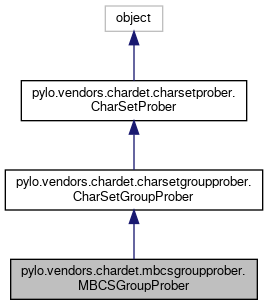 object
pylo.vendors.chardet.charsetprober.
CharSetProber
pylo.vendors.chardet.charsetgroupprober.
CharSetGroupProber
pylo.vendors.chardet.mbcsgroupprober.
MBCSGroupProber